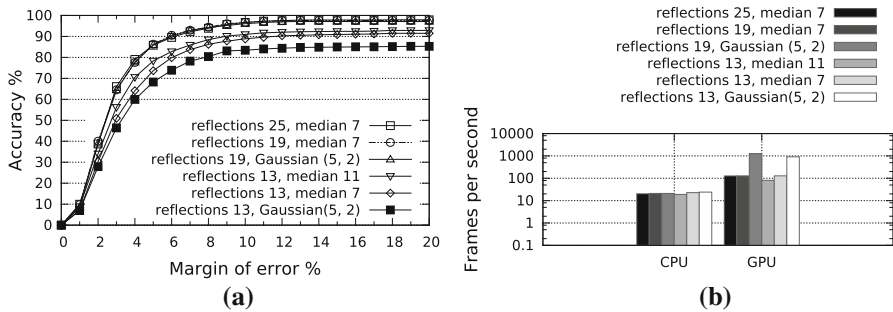 100
90
80
70
60
50
40
30
20
10
0
Accuracy %
reflections 25, median 7
reflections 19, median 7
reflections 19, Gaussian (5, 2)
reflections 13, median 11
reflections 13, median 7
reflections 13, Gaussian(5, 2)
0 2 4 6 8 10 12 14 16 18 20
Margin of error %
(a)
reflections 25, median 7
reflections 19, median 7
reflections 19, Gaussian (5, 2)
reflections 13, median 11
reflections 13, median 7
reflections 13, Gaussian(5, 2)
Frames per second
10000
1000
100
10
1
0.1
CPU GPU
(b)